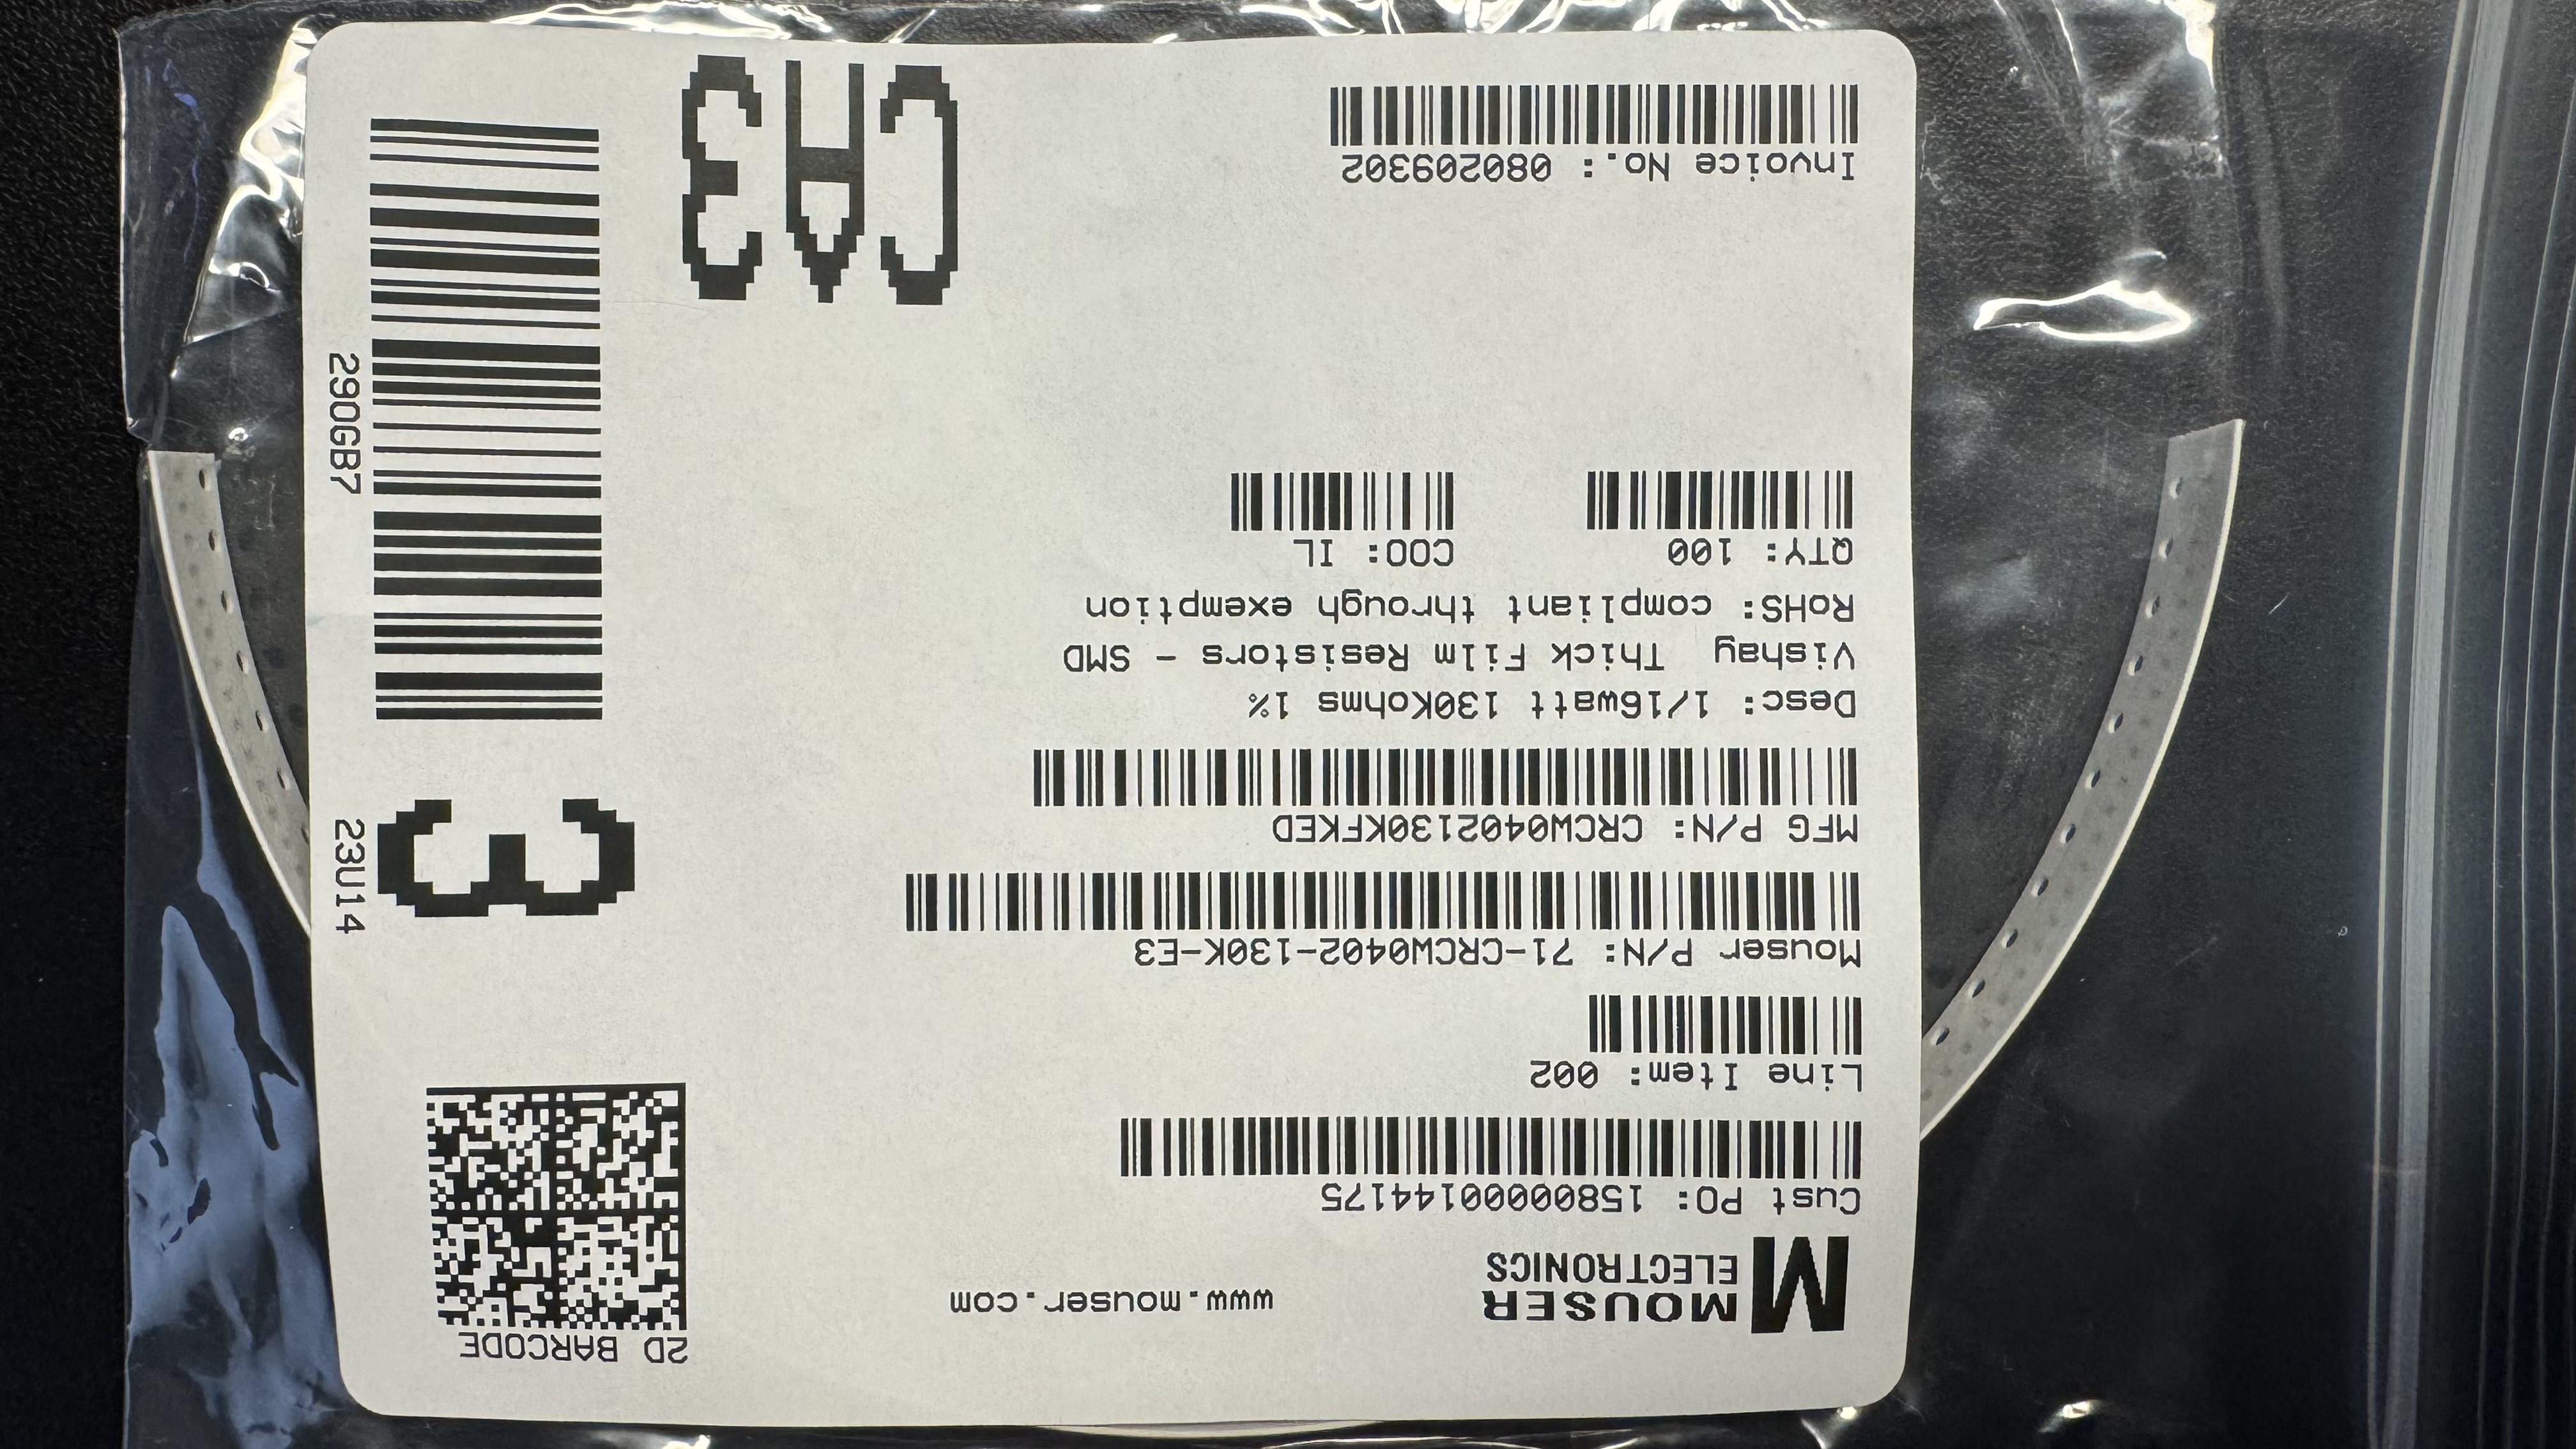 MOUSER
ELECTRONICS
www.mouser.com
2D BARCODE
Cust PO: 15800000144175
Line Item: 002
Mouser P/N: 71-CRCW0402-130K-E3
MFG P/N: CRCW0402130KFKED
Desc: 1/16watt 130Kohms 1%
Vishay Thick Film Resistors - SMD
RoHS: compliant through exemption
QTY: 100 COO: IL
Invoice No.: 080209302
CA3
3
23U14
290GB7